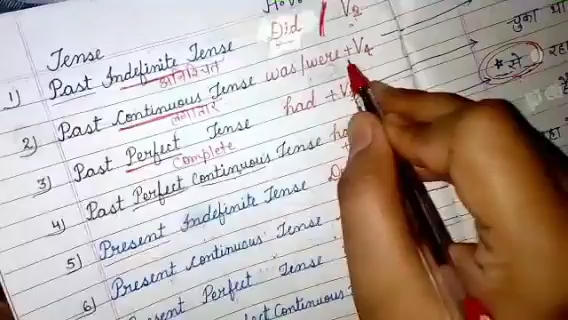 Tense H.V.
1) Past Indefinite Tense Did / V2
अनिश्चित
2) Past Continuous Tense was/were + V4
लगातार
3) Past Perfect Tense had + V
Complete
4) Past Perfect Continuous Tense
5) Present Indefinite Tense
6) Present Continuous Tense
Present Perfect Tense
Continuous
चुका था
* से रहा